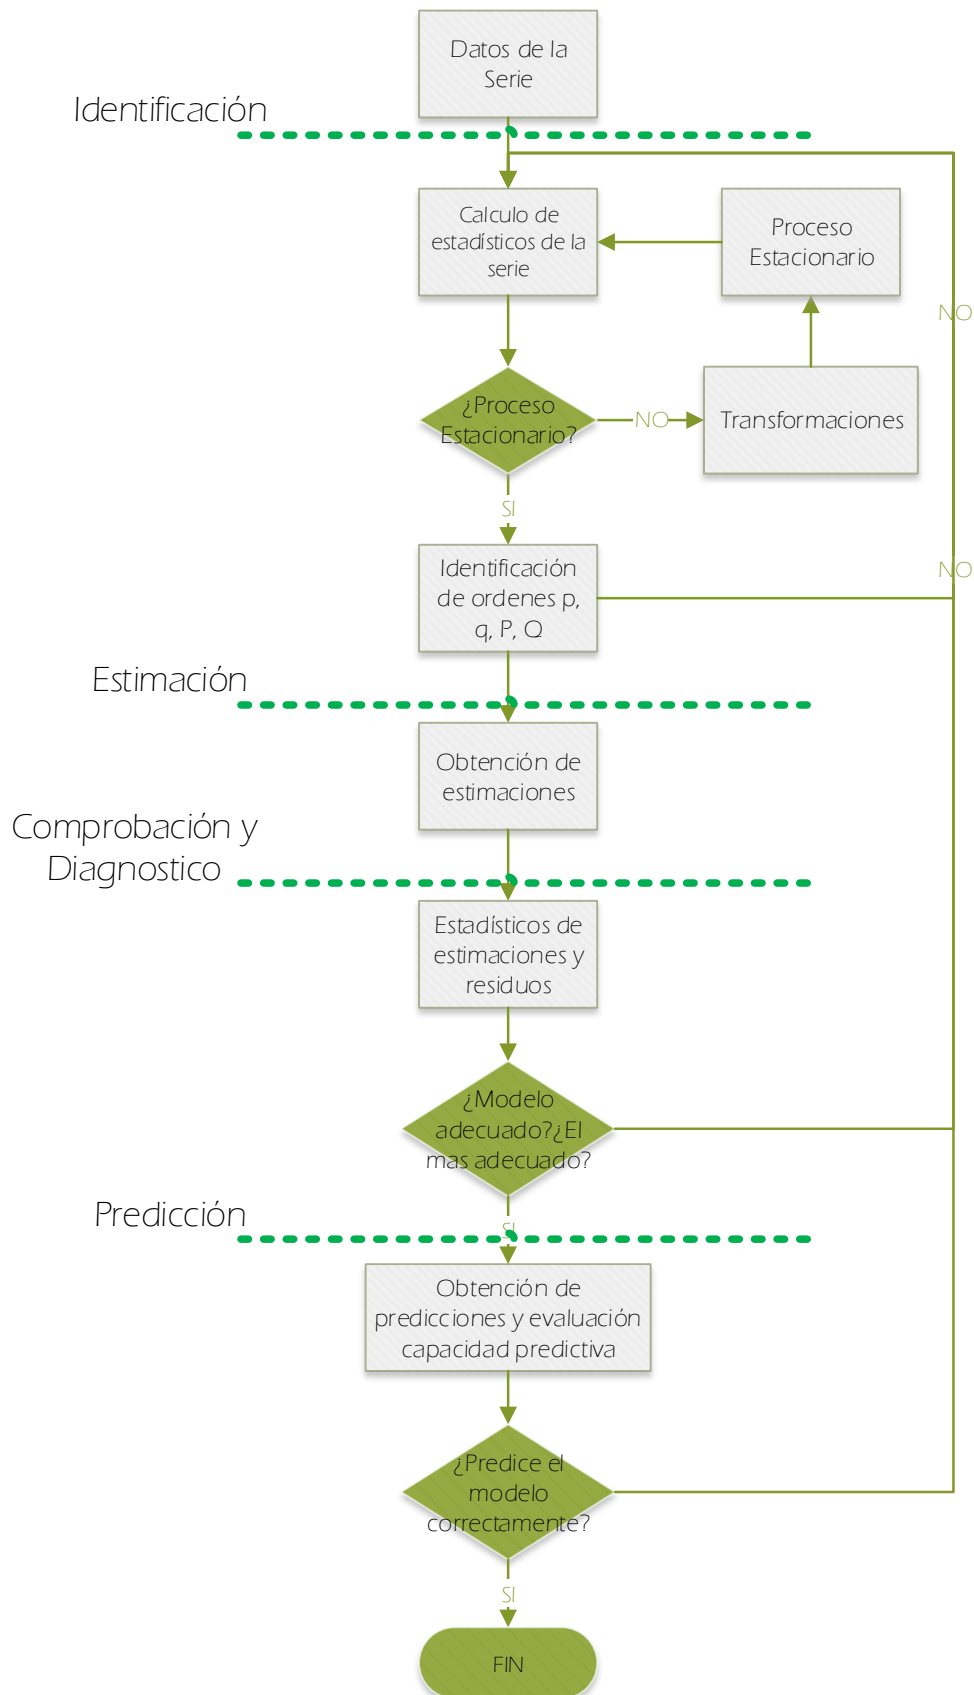 Datos de la
Serie
Identificación
Calculo de
estadísticos de la
serie
Proceso
Estacionario
NO
¿Proceso
Estacionario?
NO
Transformaciones
SI
Identificación
de ordenes p,
q, P, Q
NO
Estimación
Obtención de
estimaciones
Comprobación y
Diagnostico
Estadísticos de
estimaciones y
residuos
¿Modelo
adecuado?¿El
mas adecuado?
SI
Predicción
Obtención de
predicciones y evaluación
capacidad predictiva
¿Predice el
modelo
correctamente?
SI
FIN